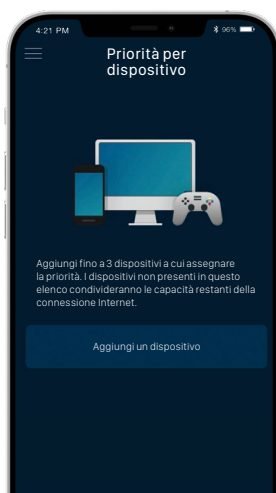 4:21 PM
96%
Priorità per
dispositivo
Aggiungi fino a 3 dispositivi a cui assegnare
la priorità. I dispositivi non presenti in questo
elenco condivideranno le capacità restanti della
connessione Internet.
Aggiungi un dispositivo